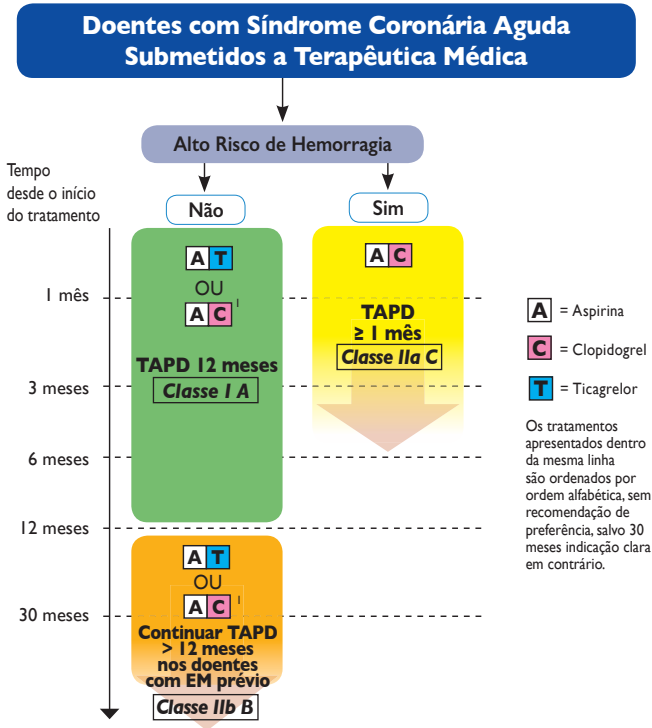 Doentes com Síndrome Coronária Aguda
Submetidos a Terapêutica Médica
Alto Risco de Hemorragia
Tempo
desde o início
do tratamento
Não
Sim
A T
OU
A C ¹
TAPD 12 meses
Classe I A
A C
TAPD
≥ 1 mês
Classe IIa C
1 mês
3 meses
6 meses
12 meses
30 meses
A T
OU
A C ¹
Continuar TAPD
> 12 meses
nos doentes
com EM prévio
Classe IIb B
A = Aspirina
C = Clopidogrel
T = Ticagrelor
Os tratamentos
apresentados dentro
da mesma linha
são ordenados por
ordem alfabética, sem
recomendação de
preferência, salvo 30
meses indicação clara
em contrário.